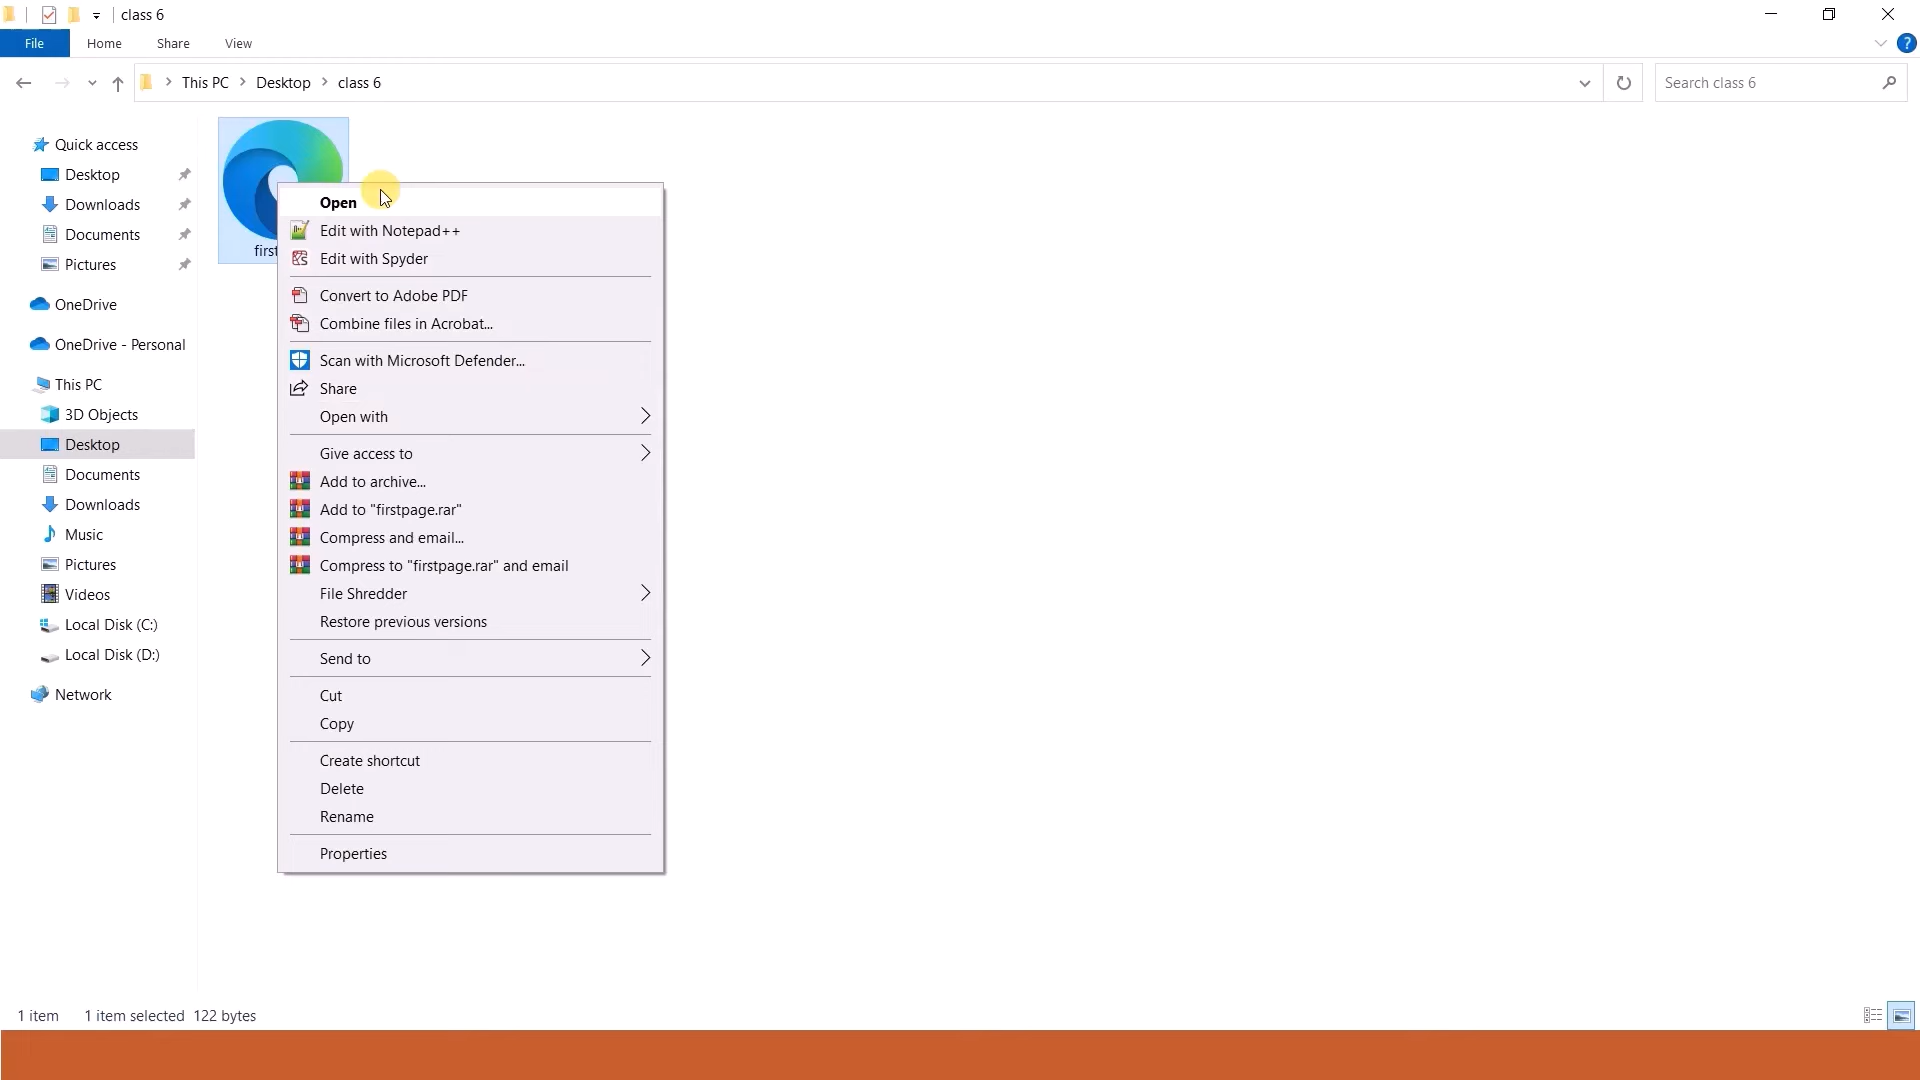 class 6
File
Home
Share
View
This PC
Desktop
class 6
Search class 6
?
Quick access
Desktop
Downloads
Documents
Pictures
OneDrive
OneDrive - Personal
This PC
3D Objects
Desktop
Documents
Downloads
Music
Pictures
Videos
Local Disk (C:)
Local Disk (D:)
Network
first
Open
Edit with Notepad++
Edit with Spyder
Convert to Adobe PDF
Combine files in Acrobat...
Scan with Microsoft Defender...
Share
Open with
Give access to
Add to archive...
Add to "firstpage.rar"
Compress and email...
Compress to "firstpage.rar" and email
File Shredder
Restore previous versions
Send to
Cut
Copy
Create shortcut
Delete
Rename
Properties
1 item
1 item selected 122 bytes